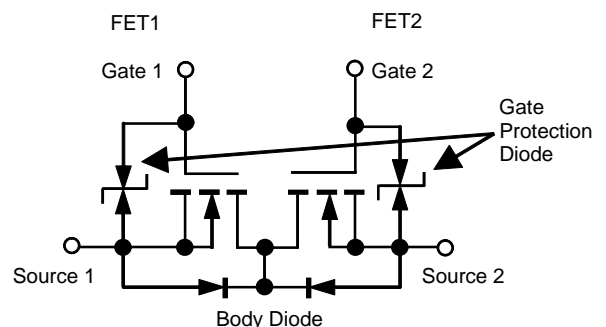 FET1
FET2
Gate 1
Gate 2
Gate
Protection
Diode
Source 1
Source 2
Body Diode